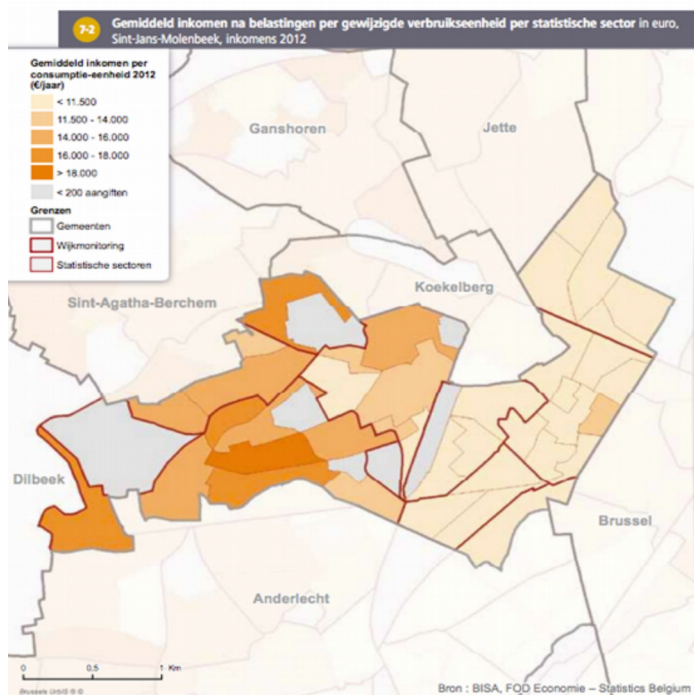 7-2 Gemiddeld inkomen na belastingen per gewijzigde verbruikseenheid per statistische sector in euro,
Sint-Jans-Molenbeek, inkomens 2012
Gemiddeld inkomen per
consumptie-eenheid 2012
(€/jaar)
< 11.500
11.500 - 14.000
14.000 - 16.000
16.000 - 18.000
> 18.000
< 200 aangiften
Grenzen
Gemeenten
Wijkmonitoring
Statistische sectoren
Ganshoren
Jette
Koekelberg
Sint-Agatha-Berchem
Dilbeek
Brussel
Anderlecht
0 0,5 1 Km
Brussels UrbIS ® ©
Bron : BISA, FOD Economie – Statistics Belgium